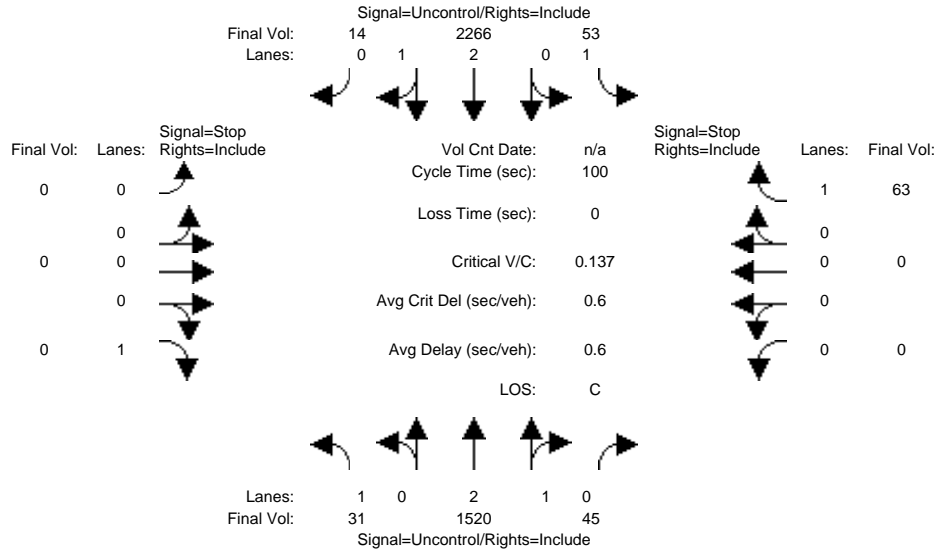 Signal=Uncontrol/Rights=Include
Final Vol: 14 2266 53
Lanes: 0 1 2 0 1
Signal=Stop Signal=Stop
Final Vol: Lanes: Rights=Include Vol Cnt Date: n/a Rights=Include Lanes: Final Vol:
Cycle Time (sec): 100
0 0 1 63
Loss Time (sec): 0
0 0
0 0 Critical V/C: 0.137 0 0
0 Avg Crit Del (sec/veh): 0.6 0
0 1 Avg Delay (sec/veh): 0.6 0 0
LOS: C
Lanes: 1 0 2 1 0
Final Vol: 31 1520 45
Signal=Uncontrol/Rights=Include